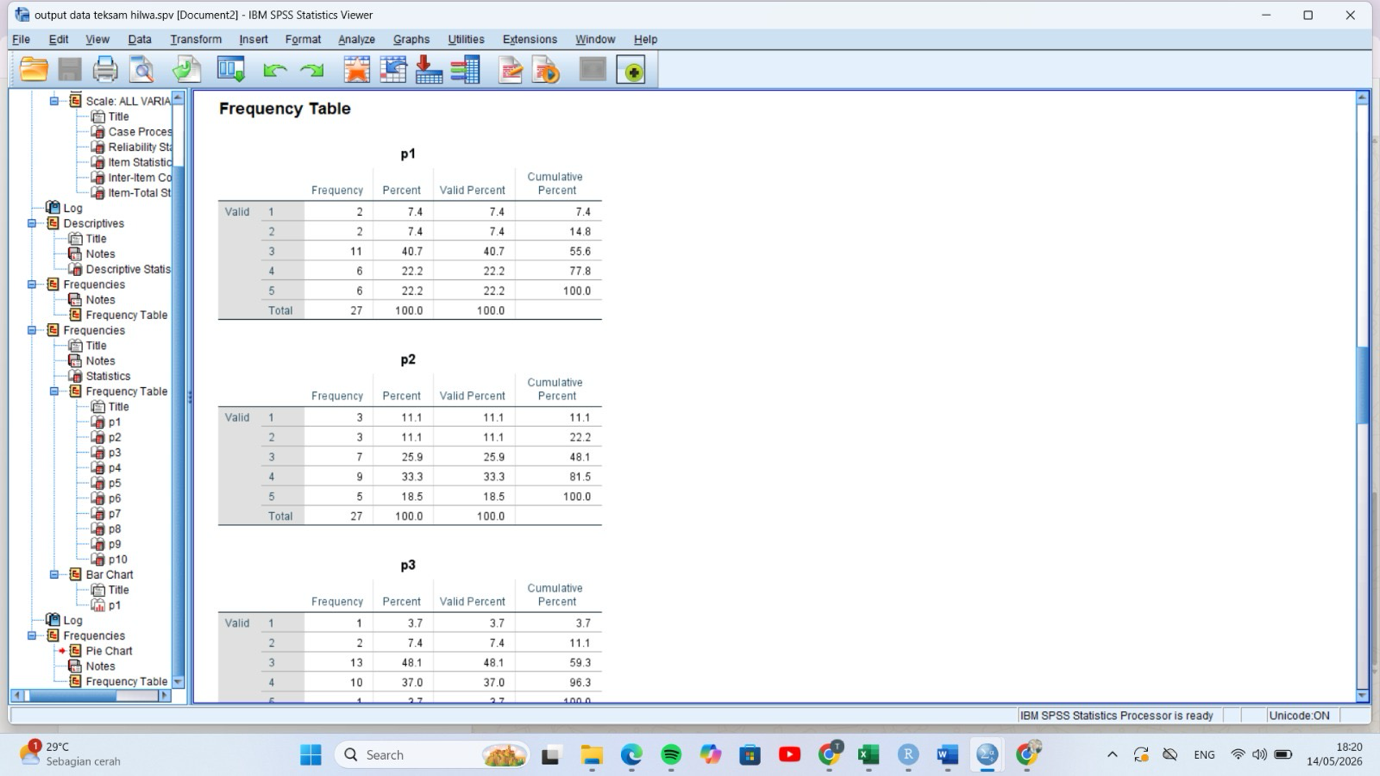 output data teksam hilwa.spv [Document2] - IBM SPSS Statistics Viewer
File Edit View Data Transform Insert Format Analyze Graphs Utilities Extensions Window Help
Scale: ALL VARIA
Title
Case Proces
Reliability Sta
Item Statistic
Inter-Item Co
Item-Total St
Log
Descriptives
Title
Notes
Descriptive Statis
Frequencies
Notes
Frequency Table
Frequencies
Title
Notes
Statistics
Frequency Table
Title
p1
p2
p3
p4
p5
p6
p7
p8
p9
p10
Bar Chart
Title
p1
Log
Frequencies
Pie Chart
Notes
Frequency Table
Frequency Table
p1
Frequency Percent Valid Percent Cumulative Percent
Valid 1 2 7.4 7.4 7.4
2 2 7.4 7.4 14.8
3 11 40.7 40.7 55.6
4 6 22.2 22.2 77.8
5 6 22.2 22.2 100.0
Total 27 100.0 100.0
p2
Frequency Percent Valid Percent Cumulative Percent
Valid 1 3 11.1 11.1 11.1
2 3 11.1 11.1 22.2
3 7 25.9 25.9 48.1
4 9 33.3 33.3 81.5
5 5 18.5 18.5 100.0
Total 27 100.0 100.0
p3
Frequency Percent Valid Percent Cumulative Percent
Valid 1 1 3.7 3.7 3.7
2 2 7.4 7.4 11.1
3 13 48.1 48.1 59.3
4 10 37.0 37.0 96.3
5 1 3.7 3.7 100.0
IBM SPSS Statistics Processor is ready Unicode:ON
1
29°C
Sebagian cerah
Search
T
ENG
18:20
14/05/2026